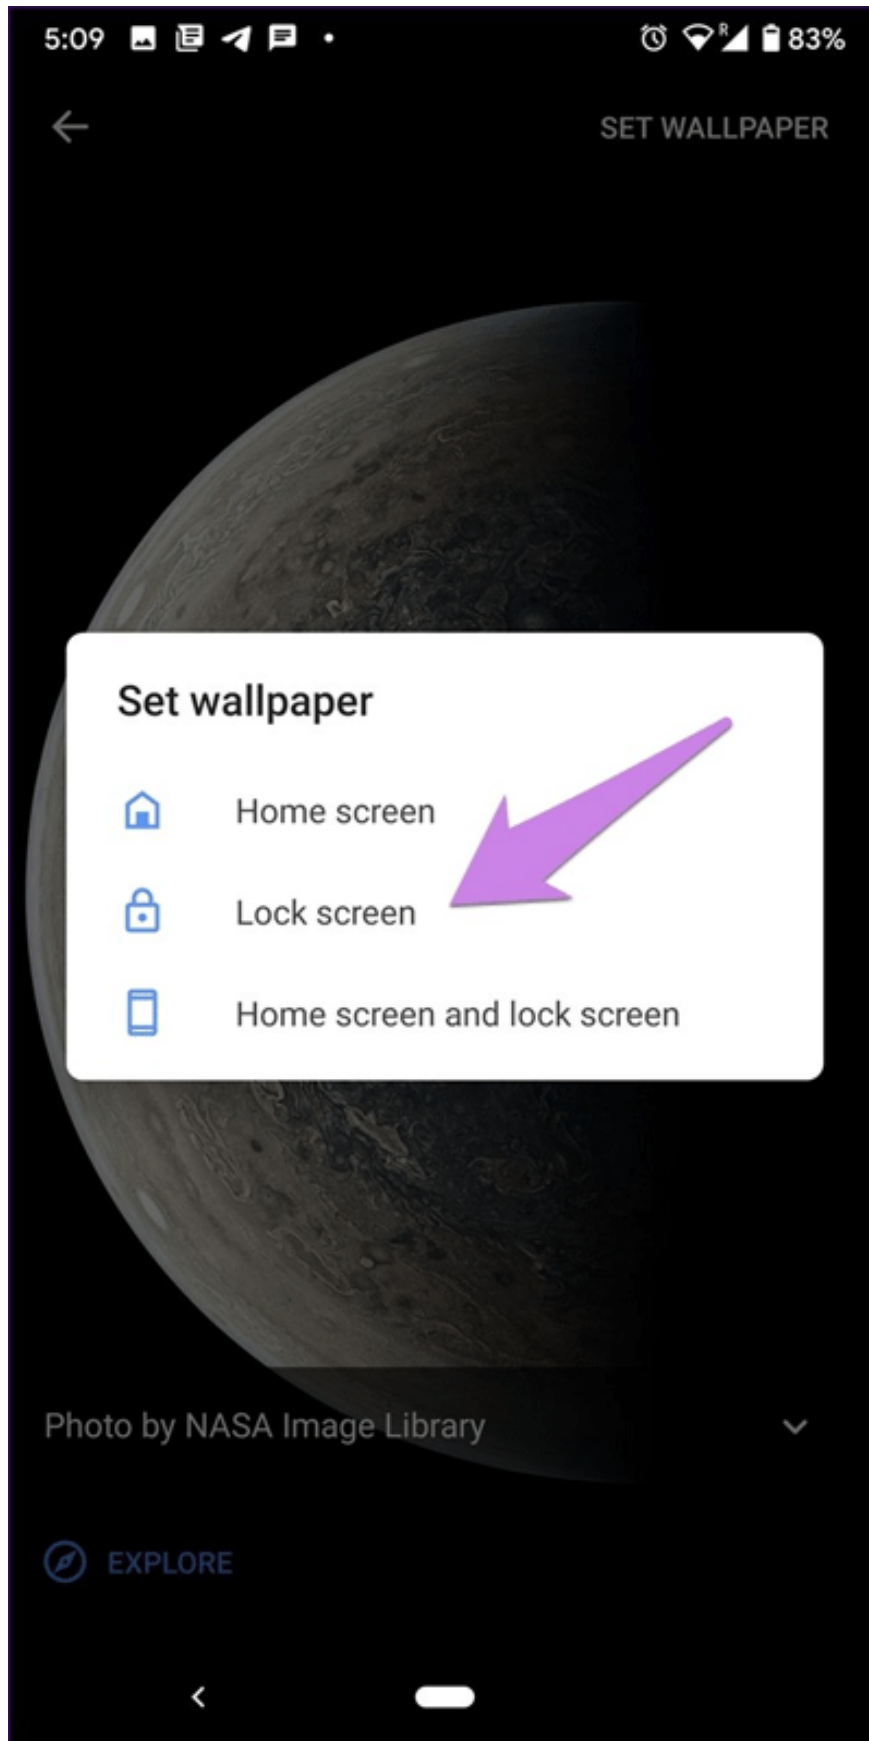 5:09
R
83%
SET WALLPAPER
Set wallpaper
Home screen
Lock screen
Home screen and lock screen
Photo by NASA Image Library
EXPLORE